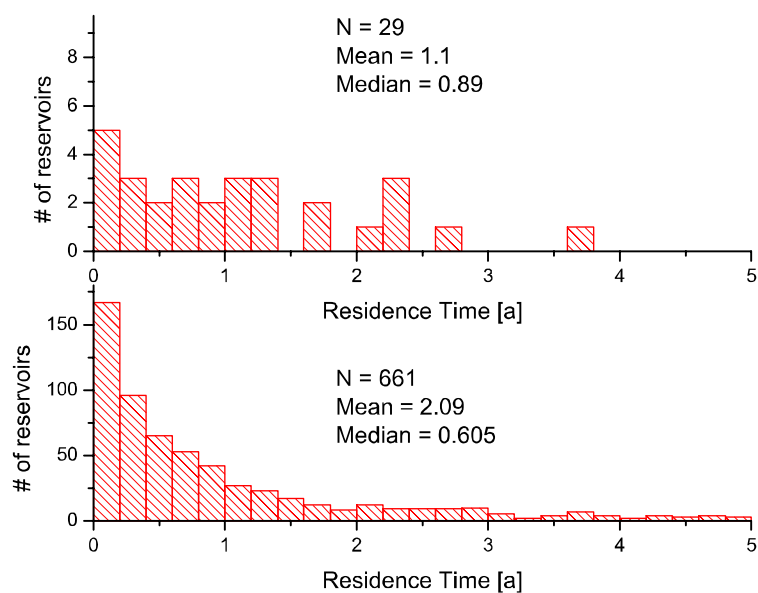 N = 29
Mean = 1.1
Median = 0.89
# of reservoirs
8
6
4
2
0
0 1 2 3 4 5
Residence Time [a]
N = 661
Mean = 2.09
Median = 0.605
# of reservoirs
150
100
50
0
0 1 2 3 4 5
Residence Time [a]